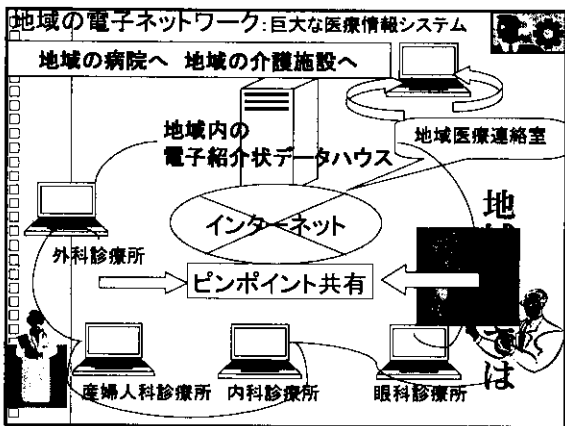 地域の電子ネットワーク:巨大な医療情報システム
地域の病院へ 地域の介護施設へ
地域内の
電子紹介状データハウス
地域医療連絡室
インターネット
外科診療所
ピンポイント共有
地域
では
産婦人科診療所
内科診療所
眼科診療所